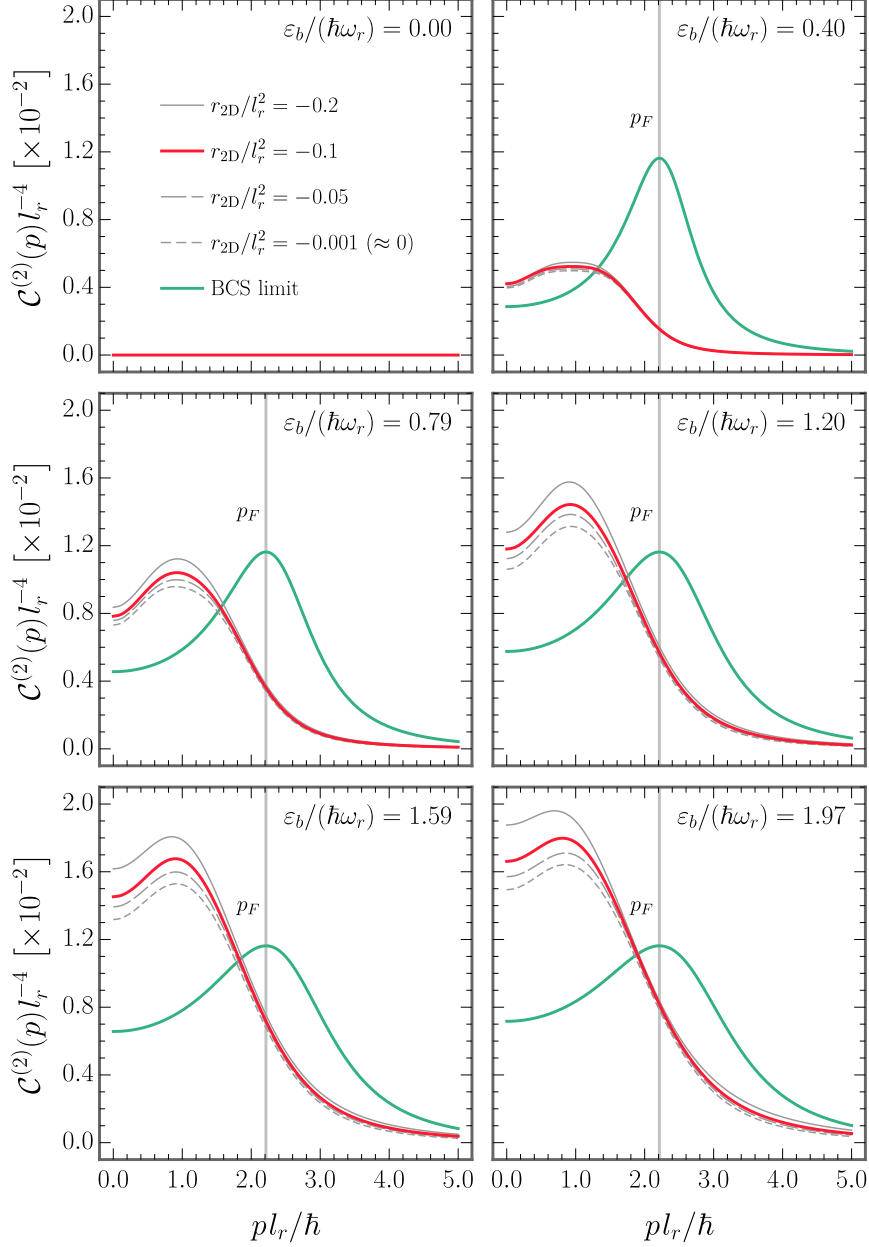 2.0
1.6
1.2
0.8
0.4
0.0
C^(2)(p) l_r^−4 [×10^−2]
ε_b/(ℏω_r) = 0.00
r_2D/l_r^2 = −0.2
r_2D/l_r^2 = −0.1
r_2D/l_r^2 = −0.05
r_2D/l_r^2 = −0.001 (≈ 0)
BCS limit
ε_b/(ℏω_r) = 0.40
p_F
2.0
1.6
1.2
0.8
0.4
0.0
C^(2)(p) l_r^−4 [×10^−2]
ε_b/(ℏω_r) = 0.79
p_F
ε_b/(ℏω_r) = 1.20
p_F
2.0
1.6
1.2
0.8
0.4
0.0
C^(2)(p) l_r^−4 [×10^−2]
ε_b/(ℏω_r) = 1.59
p_F
ε_b/(ℏω_r) = 1.97
p_F
0.0 1.0 2.0 3.0 4.0 5.0
pl_r/ℏ
0.0 1.0 2.0 3.0 4.0 5.0
pl_r/ℏ